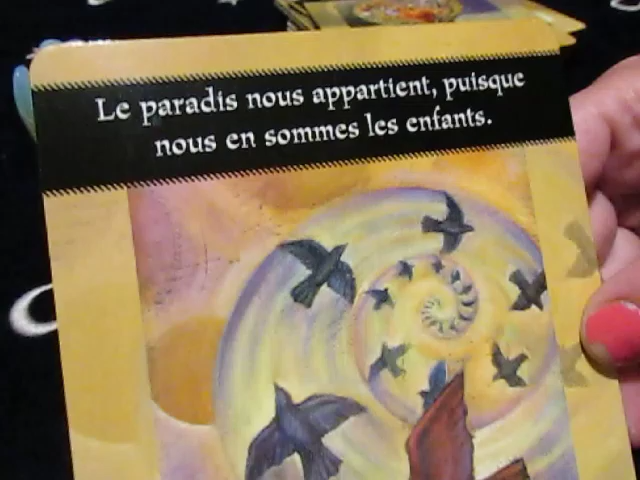 Le paradis nous appartient, puisque
nous en sommes les enfants.